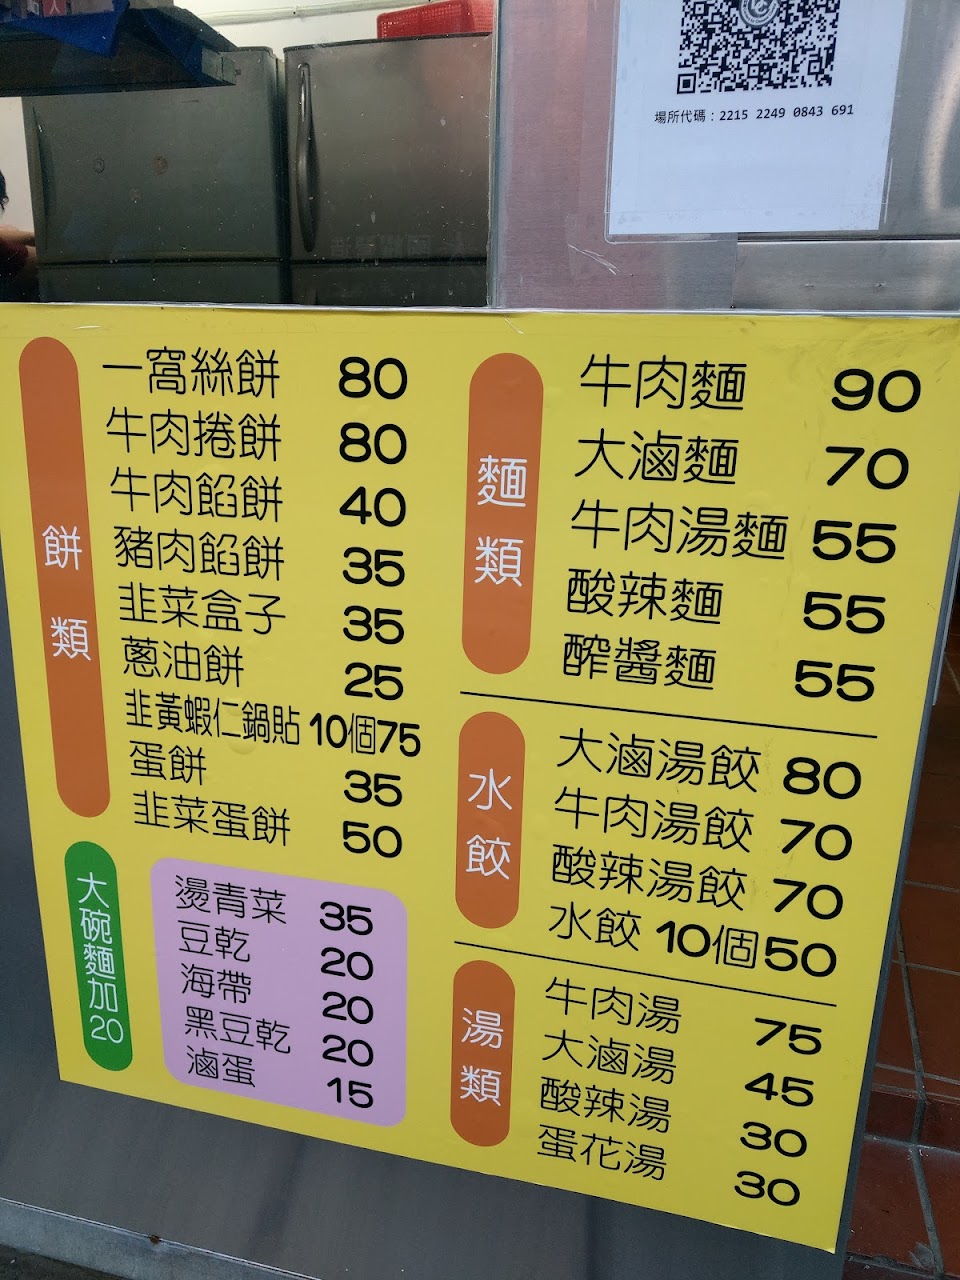 場所代碼：2215 2249 0843 691
餅類
一窩絲餅 80
牛肉捲餅 80
牛肉餡餅 40
豬肉餡餅 35
韭菜盒子 35
蔥油餅 25
韭黃蝦仁鍋貼 10個75
蛋餅 35
韭菜蛋餅 50
大碗麵加20
燙青菜 35
豆乾 20
海帶 20
黑豆乾 20
滷蛋 15
麵類
牛肉麵 90
大滷麵 70
牛肉湯麵 55
酸辣麵 55
醡醬麵 55
水餃
大滷湯餃 80
牛肉湯餃 70
酸辣湯餃 70
水餃 10個50
湯類
牛肉湯 75
大滷湯 45
酸辣湯 30
蛋花湯 30